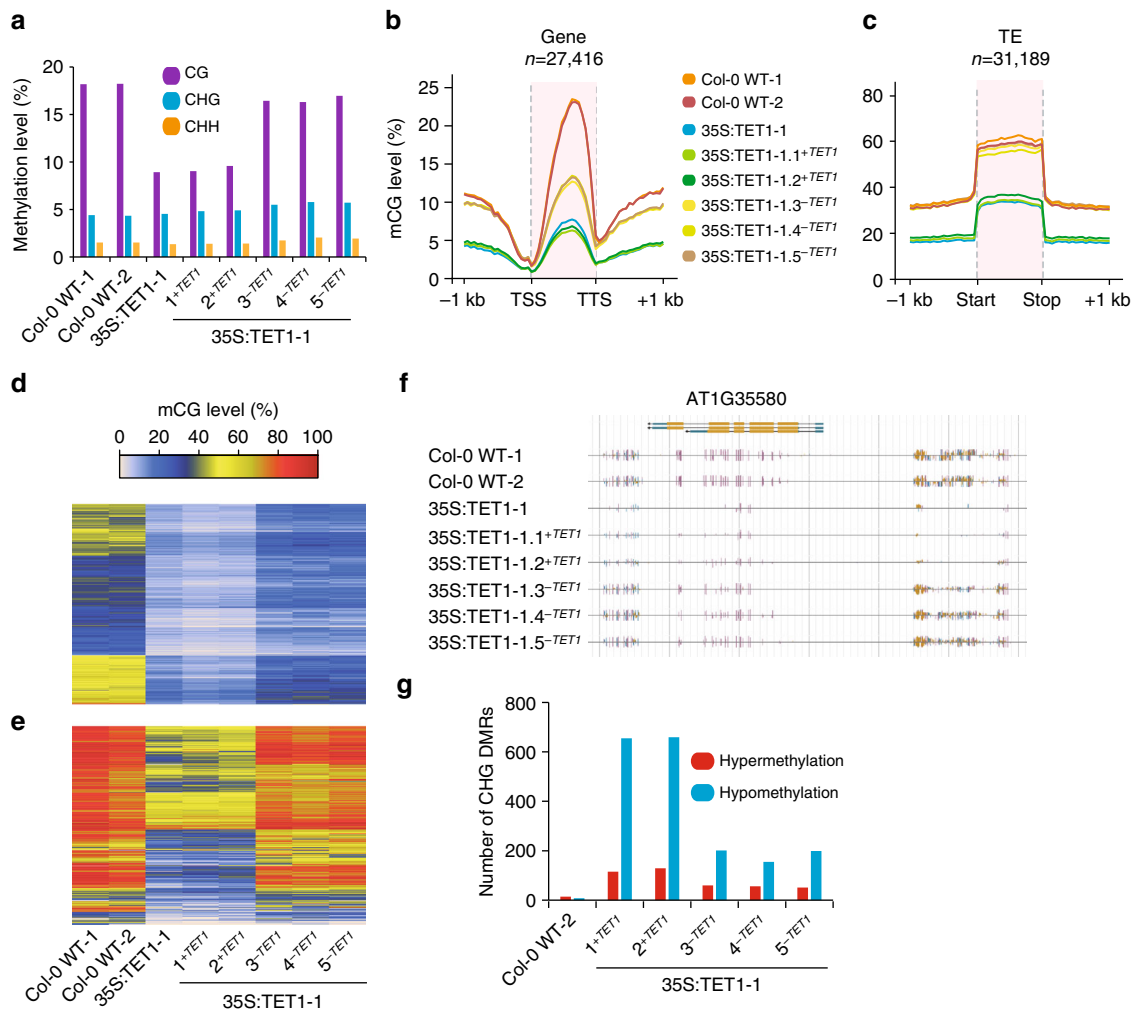 a
Methylation level (%)
20
15
10
5
0
CG
CHG
CHH
Col-0 WT-1
Col-0 WT-2
35S:TET1-1
1+TET1
2+TET1
3–TET1
4–TET1
5–TET1
35S:TET1-1
b
Gene
n=27,416
mCG level (%)
25
20
15
10
5
0
–1 kb
TSS
TTS
+1 kb
Col-0 WT-1
Col-0 WT-2
35S:TET1-1
35S:TET1-1.1+TET1
35S:TET1-1.2+TET1
35S:TET1-1.3–TET1
35S:TET1-1.4–TET1
35S:TET1-1.5–TET1
c
TE
n=31,189
80
60
40
20
0
–1 kb
Start
Stop
+1 kb
d
mCG level (%)
0 20 40 60 80 100
e
Col-0 WT-1
Col-0 WT-2
35S:TET1-1
1+TET1
2+TET1
3–TET1
4–TET1
5–TET1
35S:TET1-1
f
AT1G35580
Col-0 WT-1
Col-0 WT-2
35S:TET1-1
35S:TET1-1.1+TET1
35S:TET1-1.2+TET1
35S:TET1-1.3–TET1
35S:TET1-1.4–TET1
35S:TET1-1.5–TET1
g
Number of CHG DMRs
800
600
400
200
0
Hypermethylation
Hypomethylation
Col-0 WT-2
1+TET1
2+TET1
3–TET1
4–TET1
5–TET1
35S:TET1-1